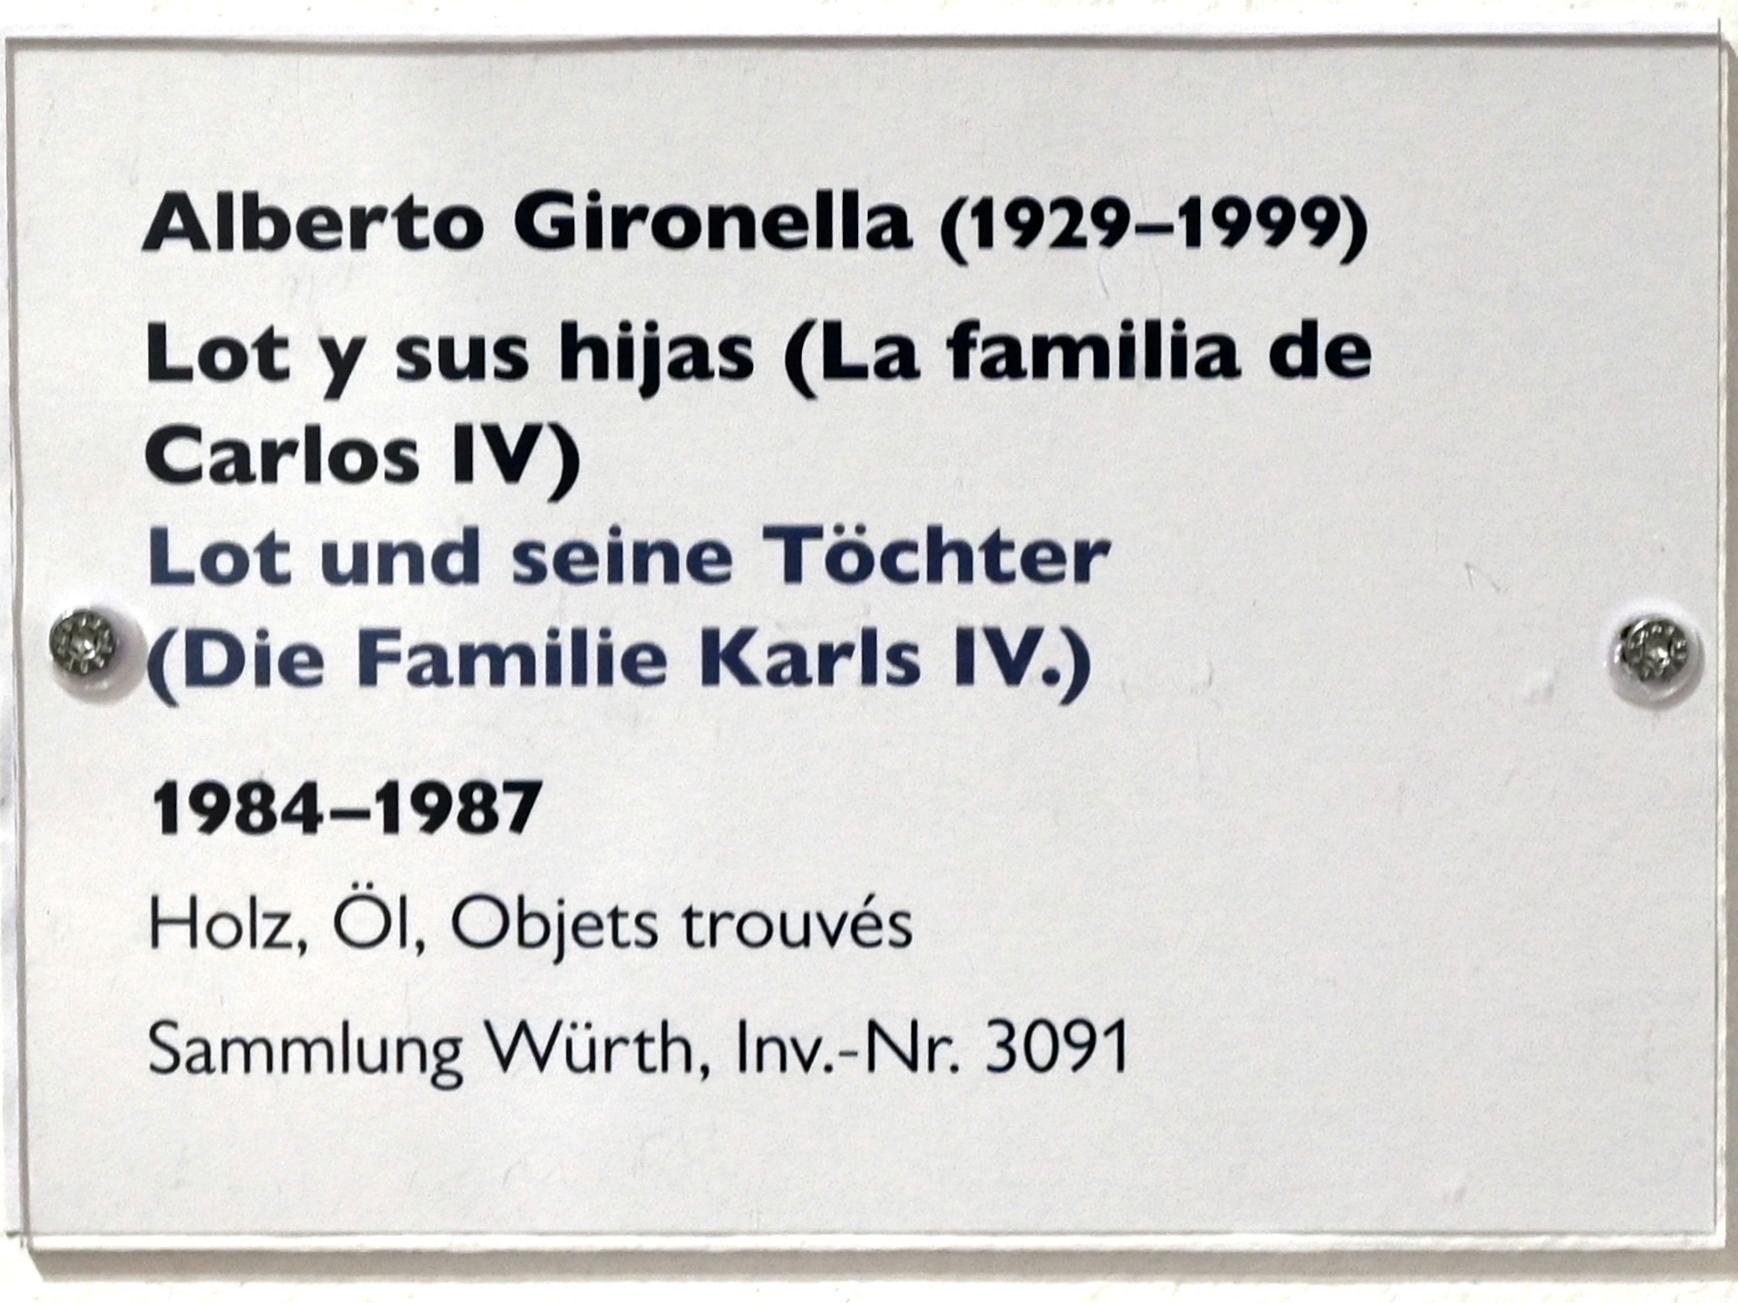 Alberto Gironella (1929–1999)
Lot y sus hijas (La familia de
Carlos IV)
Lot und seine Töchter
(Die Familie Karls IV.)
1984–1987
Holz, Öl, Objets trouvés
Sammlung Würth, Inv.-Nr. 3091